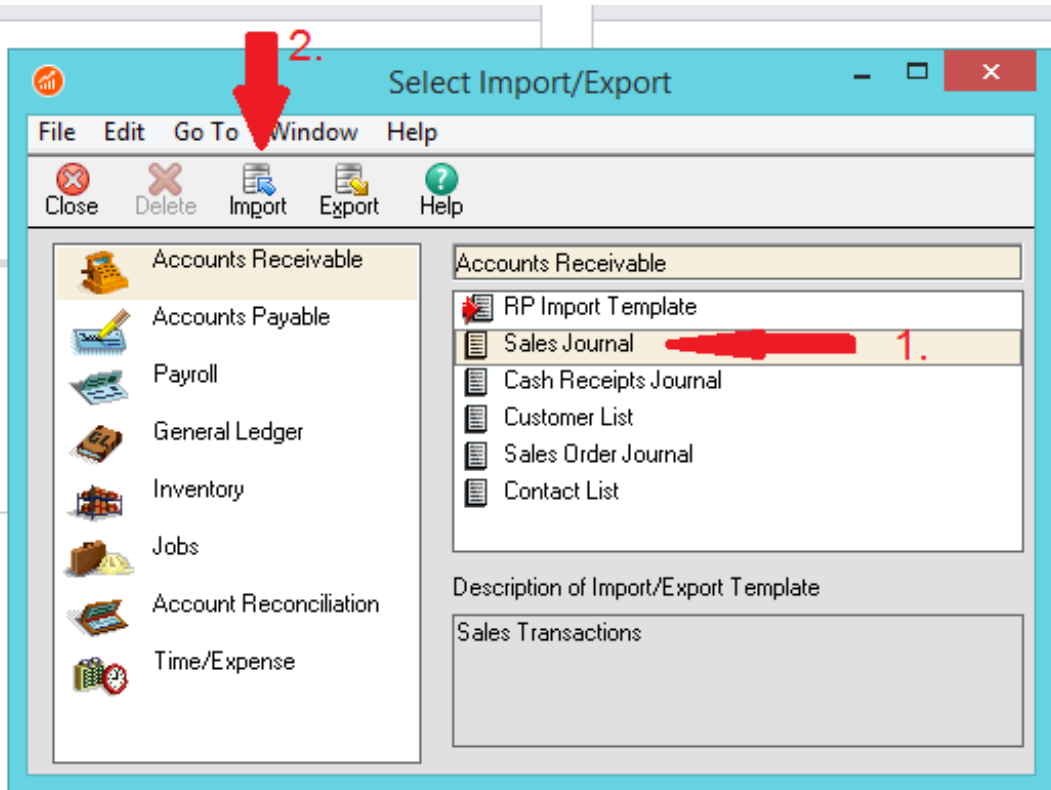 2.
Select Import/Export
File Edit Go To Window Help
Close Delete Import Export Help
Accounts Receivable
Accounts Payable
Payroll
General Ledger
Inventory
Jobs
Account Reconciliation
Time/Expense
Accounts Receivable
RP Import Template
Sales Journal 1.
Cash Receipts Journal
Customer List
Sales Order Journal
Contact List
Description of Import/Export Template
Sales Transactions